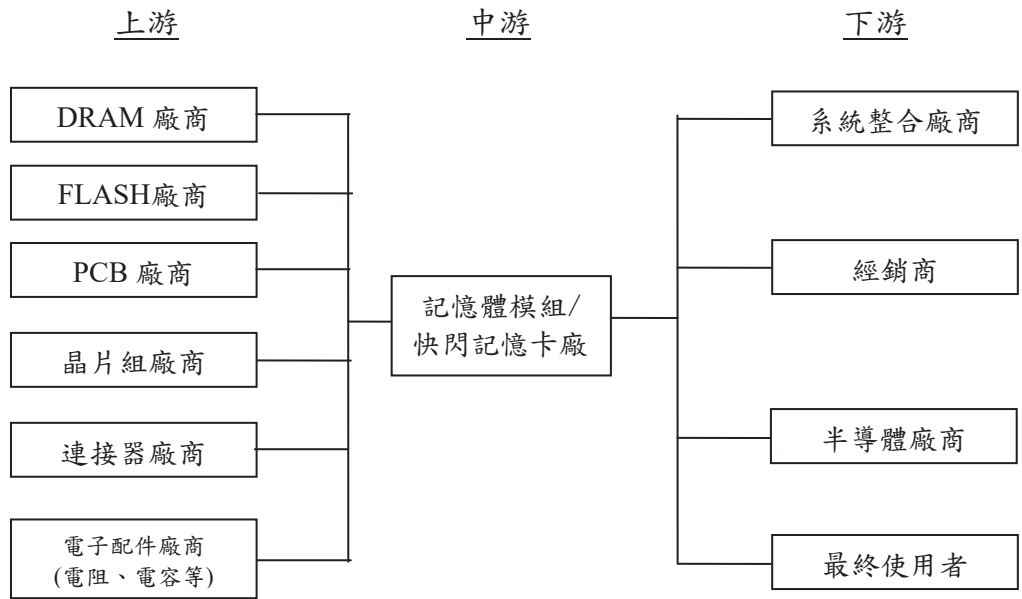 上游
中游
下游
DRAM 廠商
FLASH廠商
PCB 廠商
晶片組廠商
連接器廠商
電子配件廠商
(電阻、電容等)
記憶體模組/
快閃記憶卡廠
系統整合廠商
經銷商
半導體廠商
最終使用者